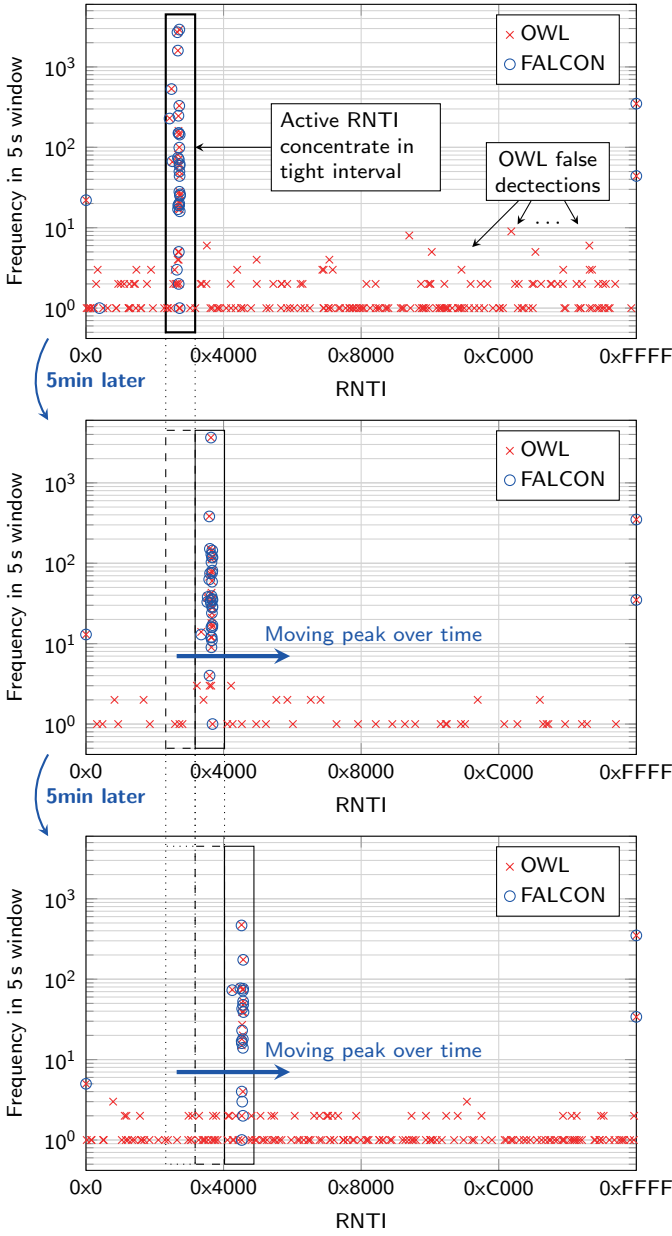 Frequency in 5 s window
10³
10²
10¹
10⁰
OWL
FALCON
Active RNTI
concentrate in
tight interval
OWL false
dectections
. . .
0x0 0x4000 0x8000 0xC000 0xFFFF
RNTI
5min later
Frequency in 5 s window
10³
10²
10¹
10⁰
OWL
FALCON
Moving peak over time
0x0 0x4000 0x8000 0xC000 0xFFFF
RNTI
5min later
Frequency in 5 s window
10³
10²
10¹
10⁰
OWL
FALCON
Moving peak over time
0x0 0x4000 0x8000 0xC000 0xFFFF
RNTI